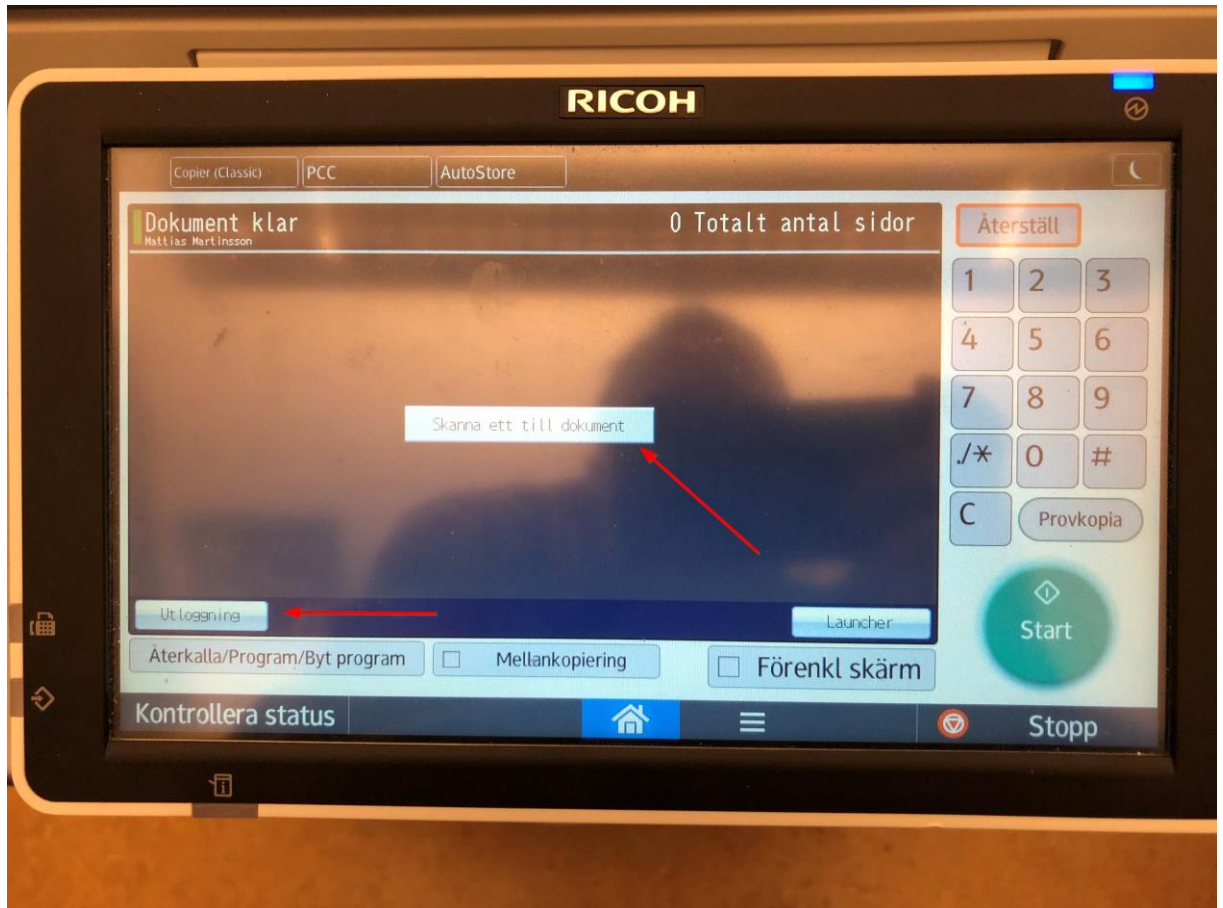 RICOH
Copier (Classic) PCC AutoStore
Dokument klar 0 Totalt antal sidor
Mattias Martinsson
Återställ
1 2 3
4 5 6
7 8 9
./* 0 #
C Provkopia
Skanna ett till dokument
Start
Utloggning Launcher
Återkalla/Program/Byt program Mellankopiering Förenkl skärm
Kontrollera status Stopp